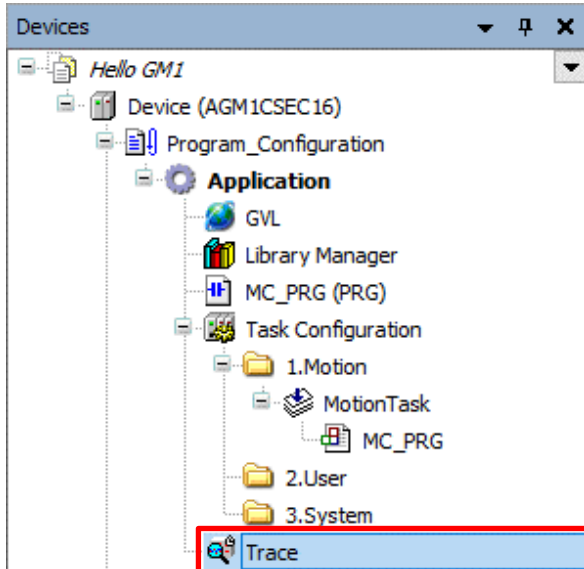 Devices
Hello GM1
Device (AGM1CSEC16)
Program_Configuration
Application
GVL
Library Manager
MC_PRG (PRG)
Task Configuration
1.Motion
MotionTask
MC_PRG
2.User
3.System
Trace